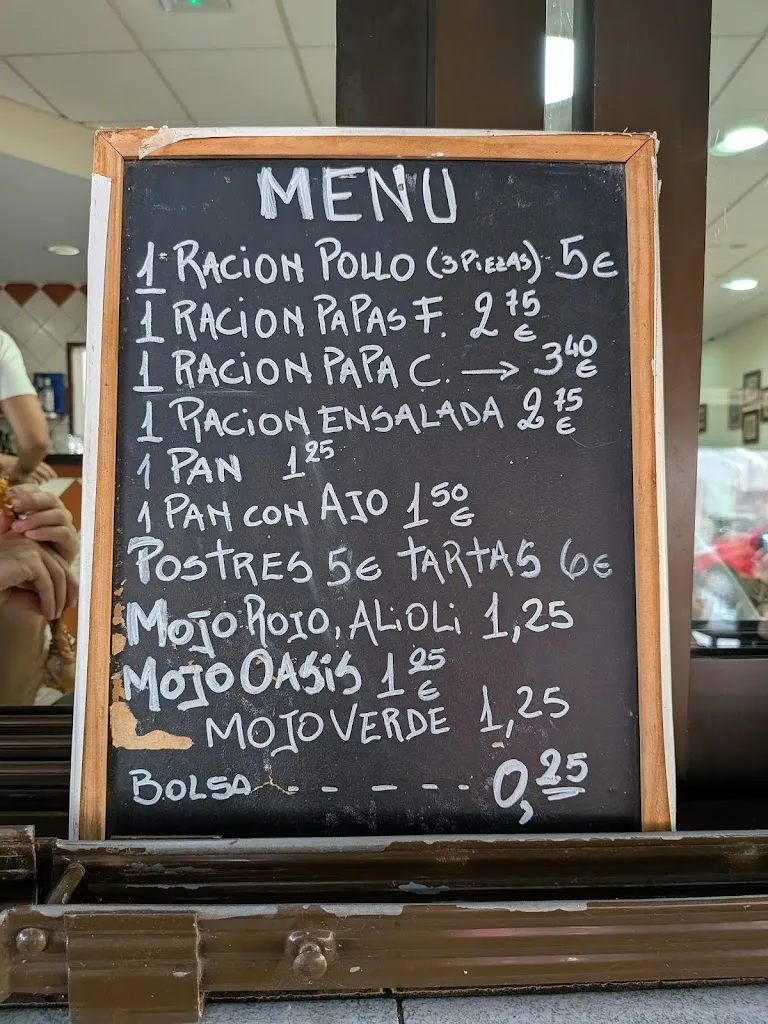 MENU
1 RACION POLLO (3 PIEZAS) 5€
1 RACION PAPAS F. 2 75 €
1 RACION PAPA C. → 3 40 €
1 RACION ENSALADA 2 75 €
1 PAN 1 25
1 PAN CON AJO 1 50 €
POSTRES 5€ TARTAS 6€
MOJO ROJO, ALIOLI 1,25
MOJO OASIS 1 25 €
MOJO VERDE 1,25
BOLSA - - - - - - 0,25